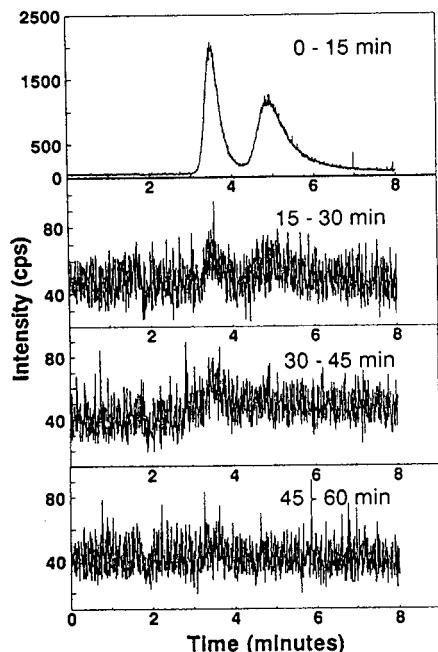 2500
0 - 15 min
1500
500
0
2 4 6 8
15 - 30 min
80
40
0 2 4 6 8
30 - 45 min
80
40
0 2 4 6 8
45 - 60 min
80
40
0 2 4 6 8
Intensity (cps)
Time (minutes)